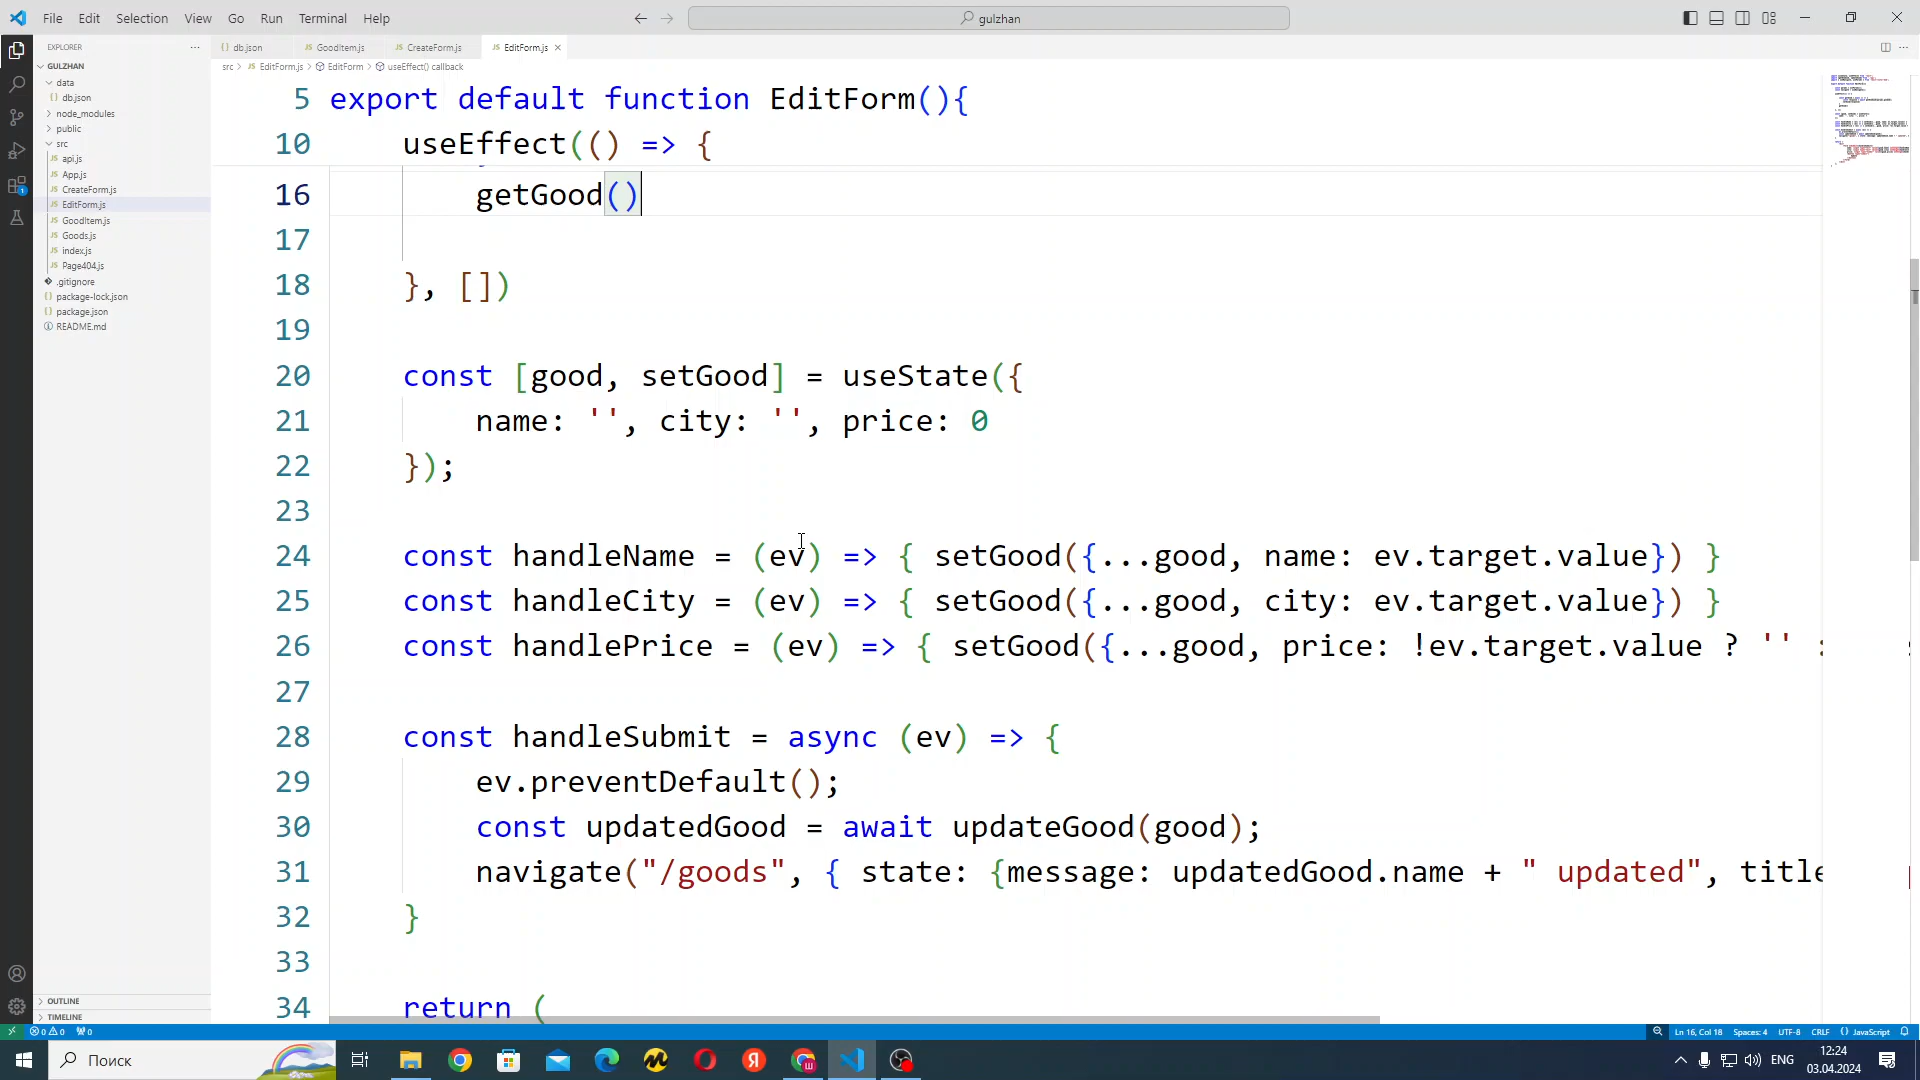 File Edit Selection View Go Run Terminal Help
gulzhan
EXPLORER
GULZHAN
data
db.json
node_modules
public
src
api.js
App.js
CreateForm.js
EditForm.js
GoodItem.js
Goods.js
index.js
Page404.js
.gitignore
package-lock.json
package.json
README.md
OUTLINE
TIMELINE
db.json GoodItem.js CreateForm.js EditForm.js
src > EditForm.js > EditForm > useEffect() callback
5 export default function EditForm(){
10 useEffect(() => {
16 getGood()
17
18 }, [])
19
20 const [good, setGood] = useState({
21 name: '', city: '', price: 0
22 });
23
24 const handleName = (ev) => { setGood({...good, name: ev.target.value}) }
25 const handleCity = (ev) => { setGood({...good, city: ev.target.value}) }
26 const handlePrice = (ev) => { setGood({...good, price: !ev.target.value ? '' :
27
28 const handleSubmit = async (ev) => {
29 ev.preventDefault();
30 const updatedGood = await updateGood(good);
31 navigate("/goods", { state: {message: updatedGood.name + " updated", title
32 }
33
34 return (
0 0 0
Ln 16, Col 18 Spaces: 4 UTF-8 CRLF JavaScript
Поиск
ENG
12:24
03.04.2024